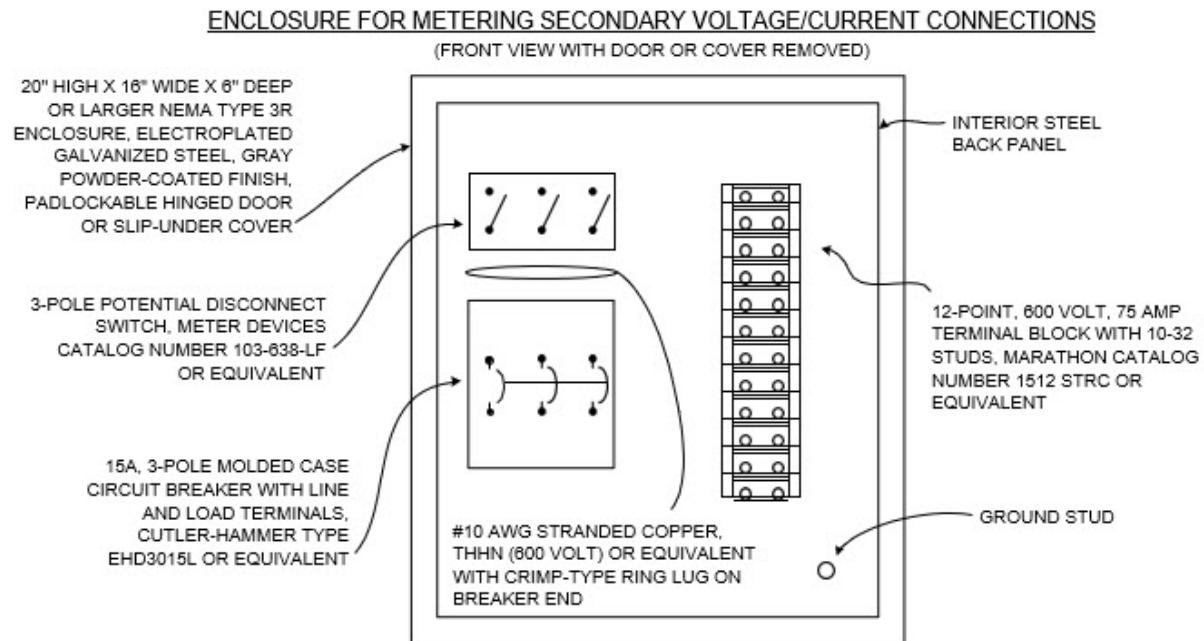 ENCLOSURE FOR METERING SECONDARY VOLTAGE/CURRENT CONNECTIONS
(FRONT VIEW WITH DOOR OR COVER REMOVED)
20" HIGH X 16" WIDE X 6" DEEP
OR LARGER NEMA TYPE 3R
ENCLOSURE, ELECTROPLATED
GALVANIZED STEEL, GRAY
POWDER-COATED FINISH,
PADLOCKABLE HINGED DOOR
OR SLIP-UNDER COVER
INTERIOR STEEL
BACK PANEL
3-POLE POTENTIAL DISCONNECT
SWITCH, METER DEVICES
CATALOG NUMBER 103-638-LF
OR EQUIVALENT
12-POINT, 600 VOLT, 75 AMP
TERMINAL BLOCK WITH 10-32
STUDS, MARATHON CATALOG
NUMBER 1512 STRC OR
EQUIVALENT
15A, 3-POLE MOLDED CASE
CIRCUIT BREAKER WITH LINE
AND LOAD TERMINALS,
CUTLER-HAMMER TYPE
EHD3015L OR EQUIVALENT
#10 AWG STRANDED COPPER,
THHN (600 VOLT) OR EQUIVALENT
WITH CRIMP-TYPE RING LUG ON
BREAKER END
GROUND STUD